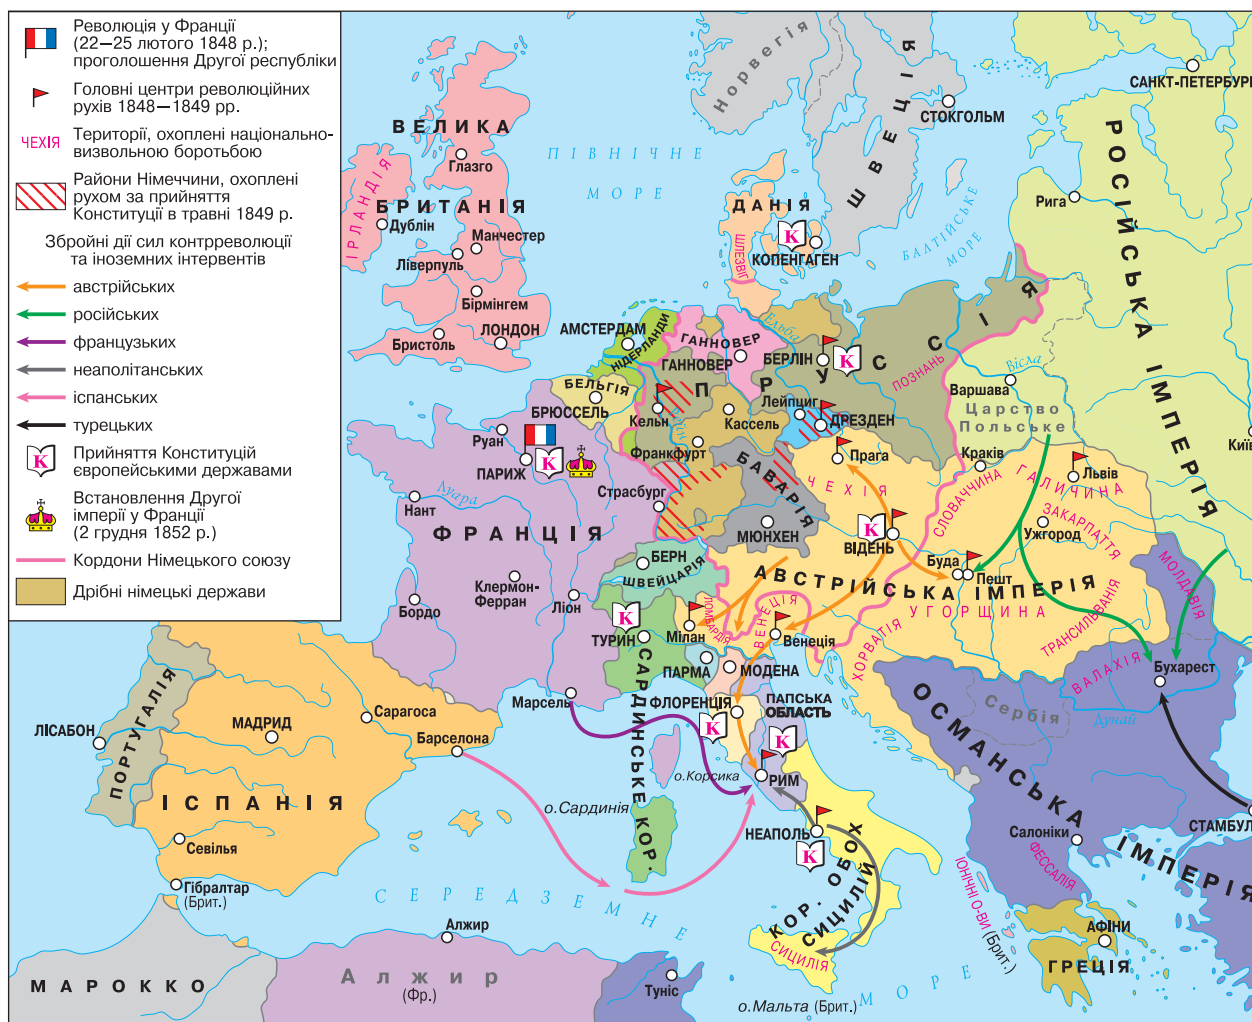 Революція у Франції
(22—25 лютого 1848 р.);
проголошення Другої республіки
Головні центри революційних
рухів 1848—1849 рр.
ЧЕХІЯ
Території, охоплені національно-
визвольною боротьбою
Райони Німеччини, охоплені
рухом за прийняття
Конституції в травні 1849 р.
Збройні дії сил контрреволюції
та іноземних інтервентів
австрійських
російських
французьких
неаполітанських
іспанських
турецьких
К
Прийняття Конституцій
європейськими державами
Встановлення Другої
імперії у Франції
(2 грудня 1852 р.)
Кордони Німецького союзу
Дрібні німецькі держави
Норвегія
ШВЕЦІЯ
СТОКГОЛЬМ
САНКТ-ПЕТЕРБУРГ
РОСІЙСЬКА ІМПЕРІЯ
Рига
ВЕЛИКА
БРИТАНІЯ
Глазго
ІРЛАНДІЯ
Дублін
Манчестер
Ліверпуль
Бірмінгем
Бристоль
ЛОНДОН
ПІВНІЧНЕ
МОРЕ
ДАНІЯ
К
КОПЕНГАГЕН
ШЛЕЗВІГ
БАЛТІЙСЬКЕ
МОРЕ
АМСТЕРДАМ
НІДЕРЛАНДИ
ГАННОВЕР
ГАННОВЕР
Ельба
БЕРЛІН
К
ПРУССІЯ
ПОЗНАНЬ
Вісла
Варшава
Царство
Польське
Київ
БЕЛЬГІЯ
БРЮССЕЛЬ
Кельн
Рейн
Кассель
Лейпциг
ДРЕЗДЕН
Франкфурт
Руан
ПАРИЖ
К
Луара
Нант
ФРАНЦІЯ
Страсбург
БАВАРІЯ
МЮНХЕН
Прага
ЧЕХІЯ
Краків
ГАЛИЧИНА
Львів
СЛОВАЧЧИНА
ЗАКАРПАТТЯ
Ужгород
К
ВІДЕНЬ
Буда
Пешт
АВСТРІЙСЬКА ІМПЕРІЯ
УГОРЩИНА
ТРАНСИЛЬВАНІЯ
МОЛДАВІЯ
БЕРН
ШВЕЙЦАРІЯ
Клермон-
Ферран
Ліон
Бордо
К
ТУРИН
Мілан
ЛОМБАРДІЯ
ВЕНЕЦІЯ
Венеція
ХОРВАТІЯ
ВАЛАХІЯ
Бухарест
Сербія
Дунай
ПАРМА
МОДЕНА
САРДИНСЬКЕ КОР.
Марсель
ФЛОРЕНЦІЯ
К
ПАПСЬКА
ОБЛАСТЬ
К
РИМ
о.Корсика
о.Сардинія
ПОРТУГАЛІЯ
ЛІСАБОН
МАДРИД
Сарагоса
Барселона
ІСПАНІЯ
Севілья
Гібралтар
(Брит.)
НЕАПОЛЬ
К
КОР. ОБОХ
СИЦИЛІЙ
СИЦИЛІЯ
ОСМАНСЬКА ІМПЕРІЯ
СТАМБУЛ
Салоніки
ФЕССАЛІЯ
ІОНІЧНІ О-ВИ (Брит.)
АФІНИ
ГРЕЦІЯ
СЕРЕДЗЕМНЕ
МОРЕ
МАРОККО
Алжир
Алжир
(Фр.)
Туніс
о.Мальта (Брит.)